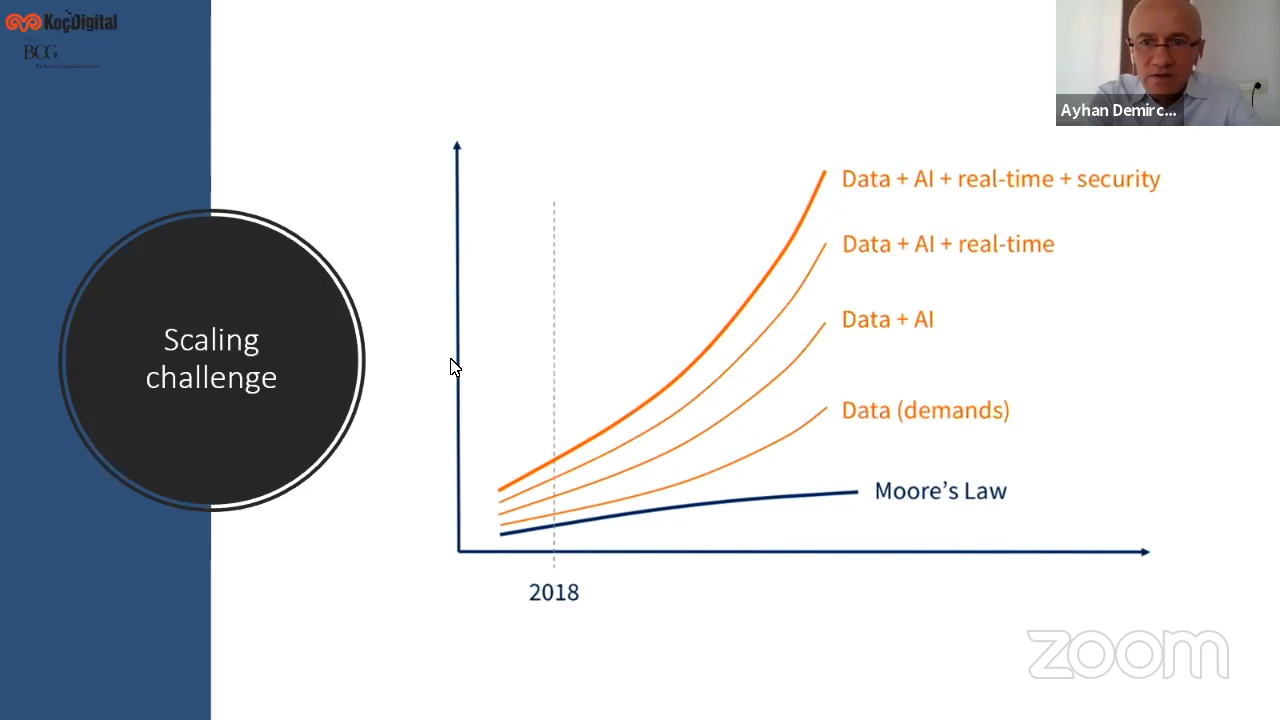 KoçDigital
BCG
Ayhan Demirc...
Scaling
challenge
Data + AI + real-time + security
Data + AI + real-time
Data + AI
Data (demands)
Moore's Law
2018
zoom